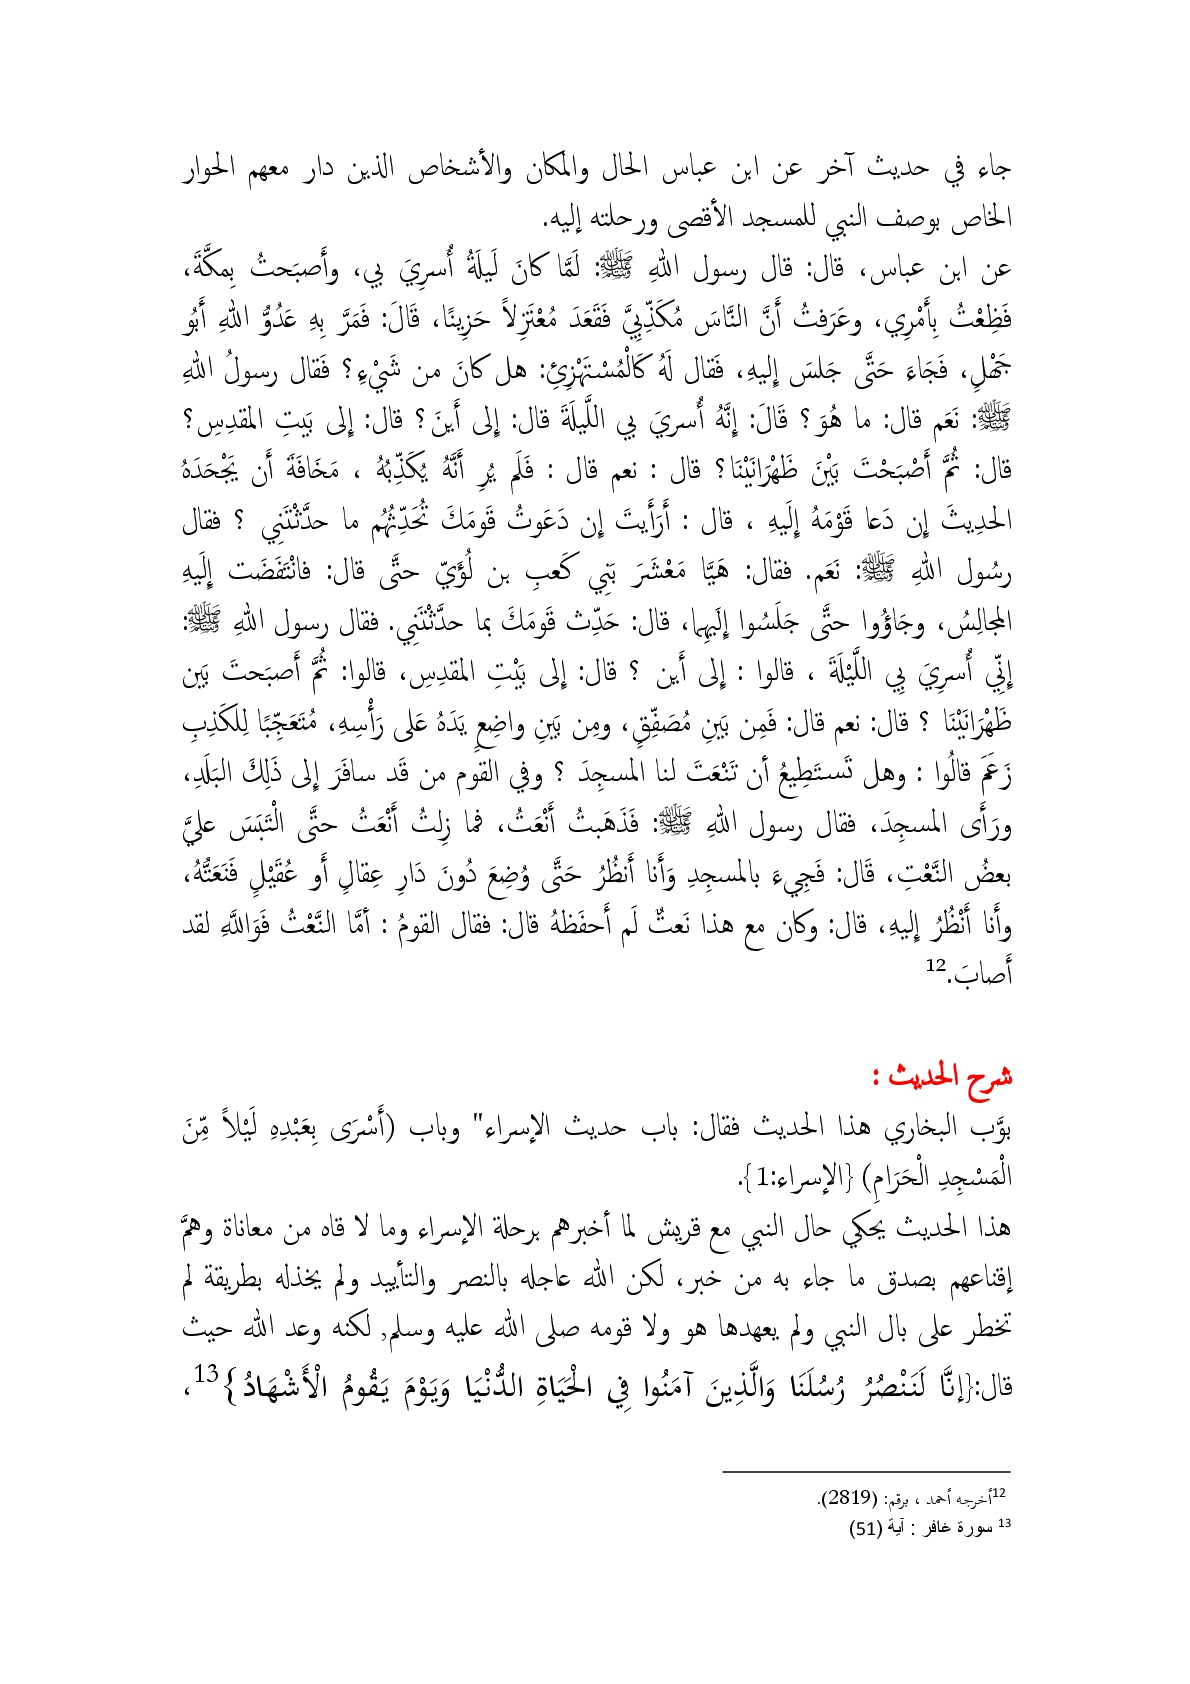 جاء في حديث آخر عن ابن عباس الحال والمكان والأشخاص الذين دار معهم الحوار
الخاص بوصف النبي للمسجد الأقصى ورحلته إليه.
عن ابن عباس، قال: قال رسول اللهِ ﷺ: لَمَّا كانَ لَيلَةُ أُسرِيَ بي، وأَصبَحتُ بِمكَّةَ،
فَظِعْتُ بِأَمْرِي، وعَرَفتُ أَنَّ النَّاسَ مُكَذِّبِيَّ فَقَعَدَ مُعْتَزِلاً حَزِينًا، قَالَ: فَمَرَّ بِهِ عَدُوُّ اللهِ أَبُو
جَهْلٍ، فَجَاءَ حَتَّى جَلسَ إِليهِ، فَقال لَهُ كَالْمُسْتَهْزِئِ: هل كانَ من شَيْءٍ؟ فَقال رسولُ اللهِ
ﷺ: نَعَم قال: ما هُوَ؟ قَالَ: إِنَّهُ أُسريَ بي اللَّيلَةَ قال: إِلى أَينَ؟ قال: إِلى بَيتِ المقدِسِ؟
قال: ثُمَّ أَصْبَحْتَ بَيْنَ ظَهْرَانَيْنَا؟ قال : نعم قال : فَلَم يُرِ أَنَّهُ يُكَذِّبُهُ ، مَخَافَةَ أَن يَجْحَدَهُ
الحدِيثَ إِن دَعا قَوْمَهُ إِلَيهِ ، قال : أَرَأَيتَ إِن دَعَوتُ قَومَكَ تُحَدِّثُهُم ما حدَّثْتَنِي ؟ فقال
رسُول اللهِ ﷺ: نَعَم. فقال: هَيَّا مَعْشَرَ بَنِي كَعبِ بن لُؤَيّ حتَّى قال: فانْتَفَضَت إِلَيهِ
المجالِسُ، وجَاؤُوا حتَّى جَلَسُوا إِلَيهِما، قال: حَدِّث قَومَكَ بما حدَّثْتَنِي. فقال رسول اللهِ ﷺ:
إِنِّي أُسرِيَ بِي اللَّيْلَةَ ، قالوا : إِلى أَين ؟ قال: إِلى بَيْتِ المقدِسِ، قالوا: ثُمَّ أَصبَحتَ بَيَن
ظَهْرَانَيْنَا ؟ قال: نعم قال: فَمِن بَيَنِ مُصَفِّقٍ، ومِن بَيَنِ واضِعٍ يَدَهُ عَلى رَأْسِهِ، مُتَعَجِّبًا لِلكَذِبِ
زَعَمَ قالُوا : وهل تَستَطِيعُ أن تَنْعَتَ لنا المسجِدَ ؟ وفي القَوم من قَد سافَرَ إِلى ذَلِكَ البَلَدِ،
ورَأَى المسجِدَ، فقال رسول اللهِ ﷺ: فَذَهَبتُ أَنْعَتُ، فما زِلتُ أَنْعَتُ حتَّى الْتَبَسَ عليَّ
بعضُ النَّعْتِ، قَال: فَجِيءَ بالمسجِدِ وَأَنا أَنظُرُ حَتَّى وُضِعَ دُونَ دَارِ عِقالٍ أَو عُقَيْلٍ فَنَعَتُّهُ،
وأَنا أَنْظُرُ إِليهِ، قال: وكان مع هذا نَعتٌ لَم أَحفَظهُ قال: فقال القومُ : أمَّا النَّعْتُ فَوَاللَّهِ لقد
أَصابَ.12
شرح الحديث :
بوَّب البخاري هذا الحديث فقال: باب حديث الإسراء" وباب (أَسْرَى بِعَبْدِهِ لَيْلاً مِّنَ
الْمَسْجِدِ الْحَرَامِ) {الإسراء:1}.
هذا الحديث يحكي حال النبي مع قريش لما أخبرهم برحلة الإسراء وما لا قاه من معاناة وهمَّ
إقناعهم بصدق ما جاء به من خبر، لكن الله عاجله بالنصر والتأييد ولم يخذله بطريقة لم
تخطر على بال النبي ولم يعهدها هو ولا قومه صلى الله عليه وسلم, لكنه وعد الله حيث
قال:{إنَّا لَنَنْصُرُ رُسُلَنَا وَالَّذِينَ آمَنُوا فِي الْحَيَاةِ الدُّنْيَا وَيَوْمَ يَقُومُ الْأَشْهَادُ}13،
12أخرجه أحمد ، برقم: (2819).
13 سورة غافر : آية (51)